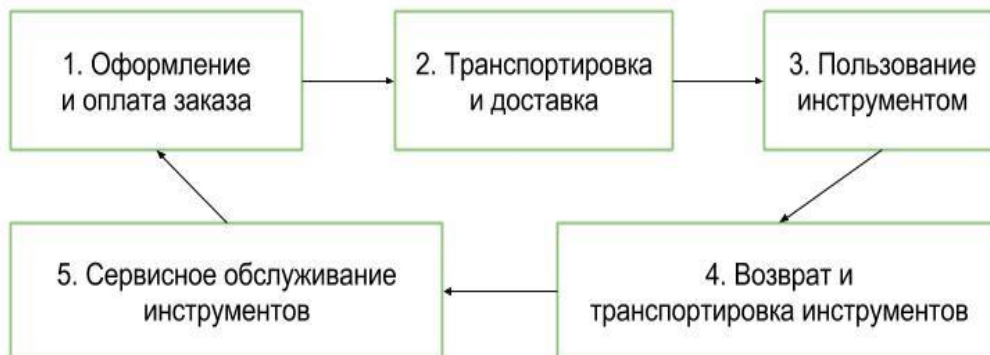 1. Оформление
и оплата заказа
2. Транспортировка
и доставка
3. Пользование
инструментом
4. Возврат и
транспортировка инструментов
5. Сервисное обслуживание
инструментов